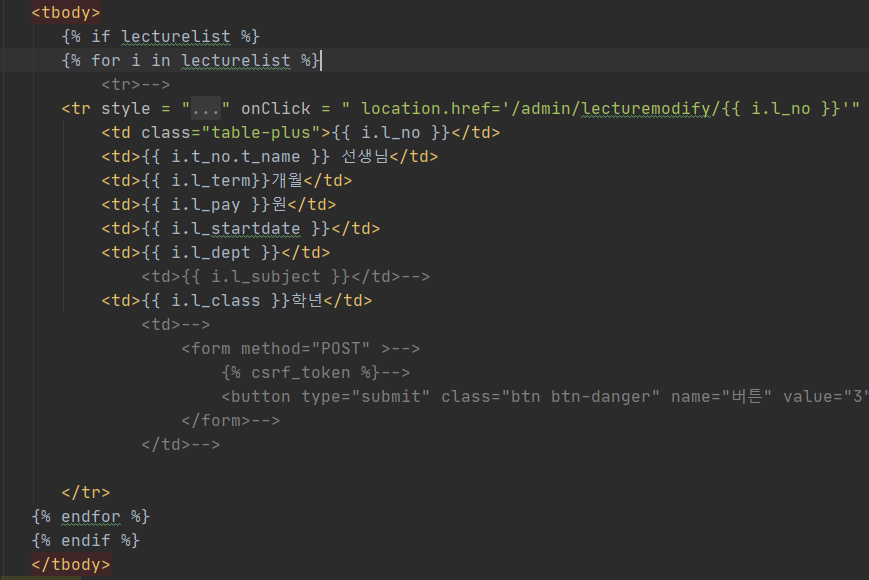 <tbody>
{% if lecturelist %}
{% for i in lecturelist %}
<tr>-->
<tr style = "..." onClick = " location.href='/admin/lecturemodify/{{ i.l_no }}'"
<td class="table-plus">{{ i.l_no }}</td>
<td>{{ i.t_no.t_name }} 선생님</td>
<td>{{ i.l_term}}개월</td>
<td>{{ i.l_pay }}원</td>
<td>{{ i.l_startdate }}</td>
<td>{{ i.l_dept }}</td>
<td>{{ i.l_subject }}</td>-->
<td>{{ i.l_class }}학년</td>
<td>-->
<form method="POST" >-->
{% csrf_token %}-->
<button type="submit" class="btn btn-danger" name="버튼" value="3"
</form>-->
</td>-->
</tr>
{% endfor %}
{% endif %}
</tbody>